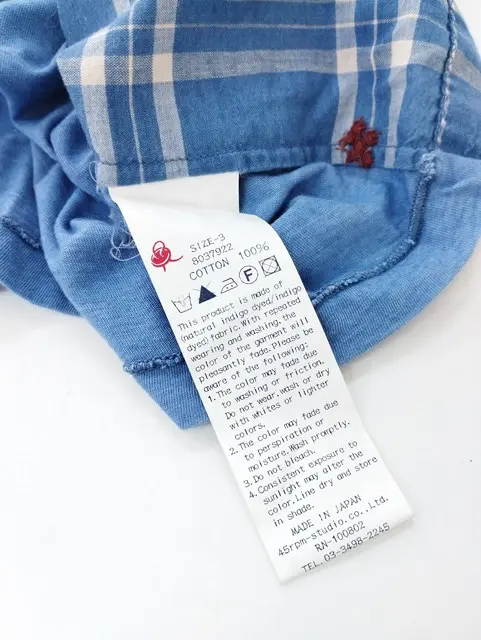 SIZE-3
8037922
COTTON 100%
F
This product is made of
(natural indigo dyed/indigo
dyed)fabric.With repeated
wearing and washing, the
color of the garment will
pleasantly fade.Please be
aware of the following:
1.The color may fade due
to washing or friction.
Do not wear,wash or dry
with whites or lighter
colors.
2.The color may fade due
to perspiration or
moisture.Wash promptly.
3.Do not bleach.
4.Consistent exposure to
sunlight may alter the
color.Line dry and store
in shade.
MADE IN JAPAN
45rpm-studio.co.,Ltd.
RN-100802
TEL.03-3498-2245